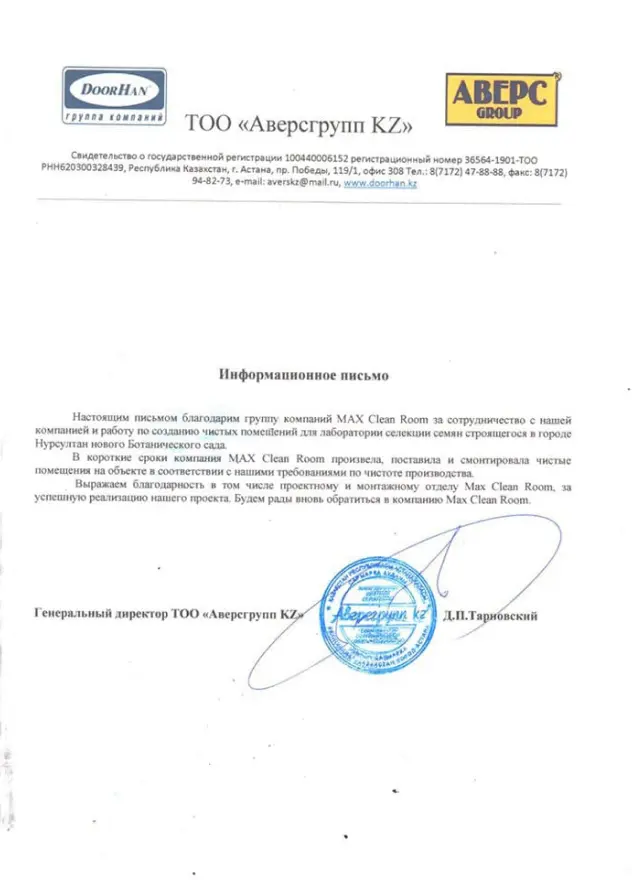 DOORHAN
группа компаний
АВЕРС
GROUP
ТОО «Аверсгрупп KZ»
Свидетельство о государственной регистрации 100440006152 регистрационный номер 36564-1901-ТОО
РНН620300328439, Республика Казахстан, г. Астана, пр. Победы, 119/1, офис 308 Тел.: 8(7172) 47-88-88, факс: 8(7172)
94-82-73, e-mail: averskz@mail.ru, www.doorhan.kz
Информационное письмо
Настоящим письмом благодарим группу компаний MAX Clean Room за сотрудничество с нашей
компанией и работу по созданию чистых помещений для лаборатории селекции семян строящегося в городе
Нурсултан нового Ботанического сада.
В короткие сроки компания MAX Clean Room произвела, поставила и смонтировала чистые
помещения на объекте в соответствии с нашими требованиями по чистоте производства.
Выражаем благодарность в том числе проектному и монтажному отделу Max Clean Room, за
успешную реализацию нашего проекта. Будем рады вновь обратиться в компанию Max Clean Room.
Генеральный директор ТОО «Аверсгрупп KZ»
Аверсгрупп kz
Д.П.Тарновский